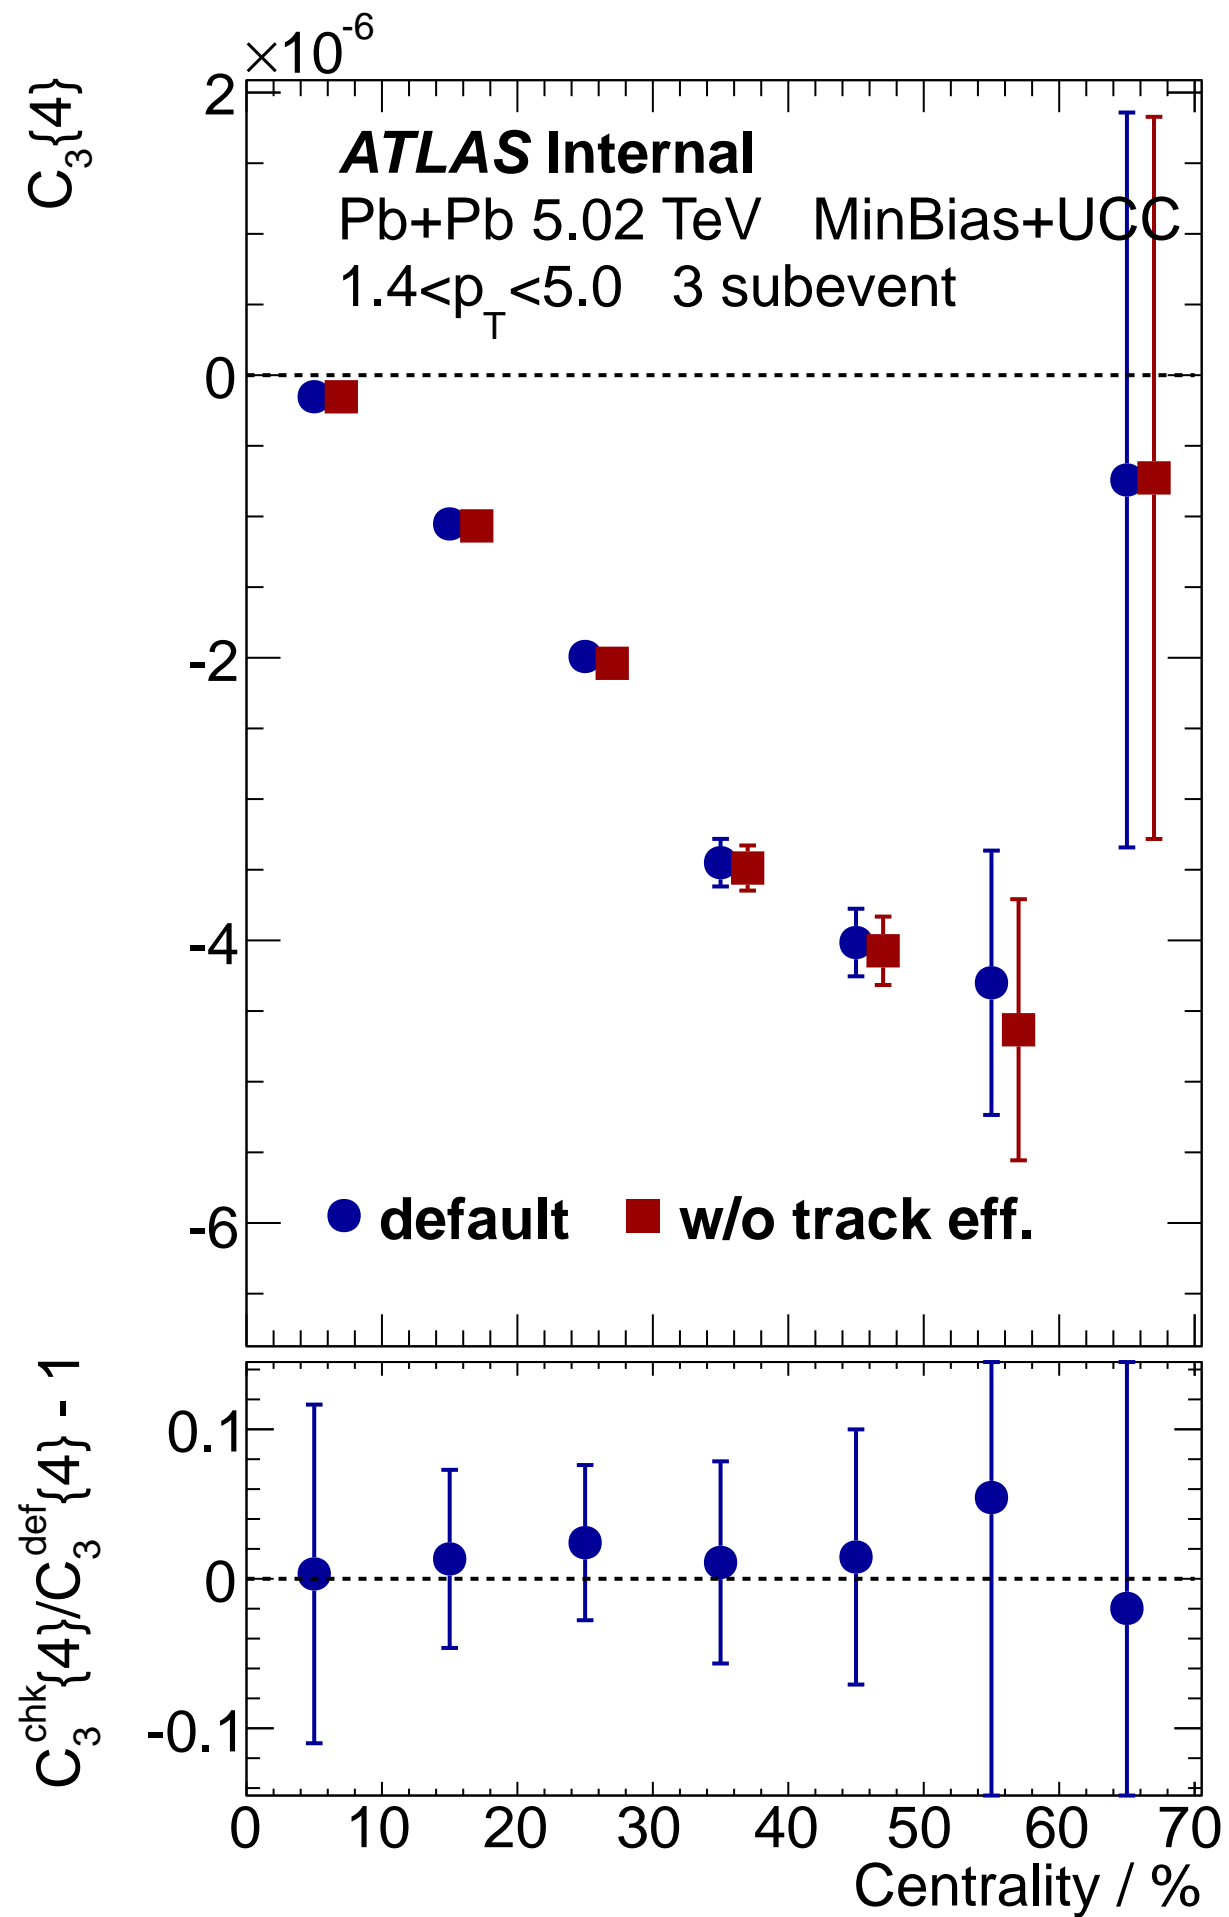 ×10^-6
C_3{4}
2
0
-2
-4
-6
ATLAS Internal
Pb+Pb 5.02 TeV MinBias+UCC
1.4<p_T<5.0 3 subevent
default w/o track eff.
C_3^chk{4}/C_3^def{4} - 1
0.1
0
-0.1
0 10 20 30 40 50 60 70
Centrality / %